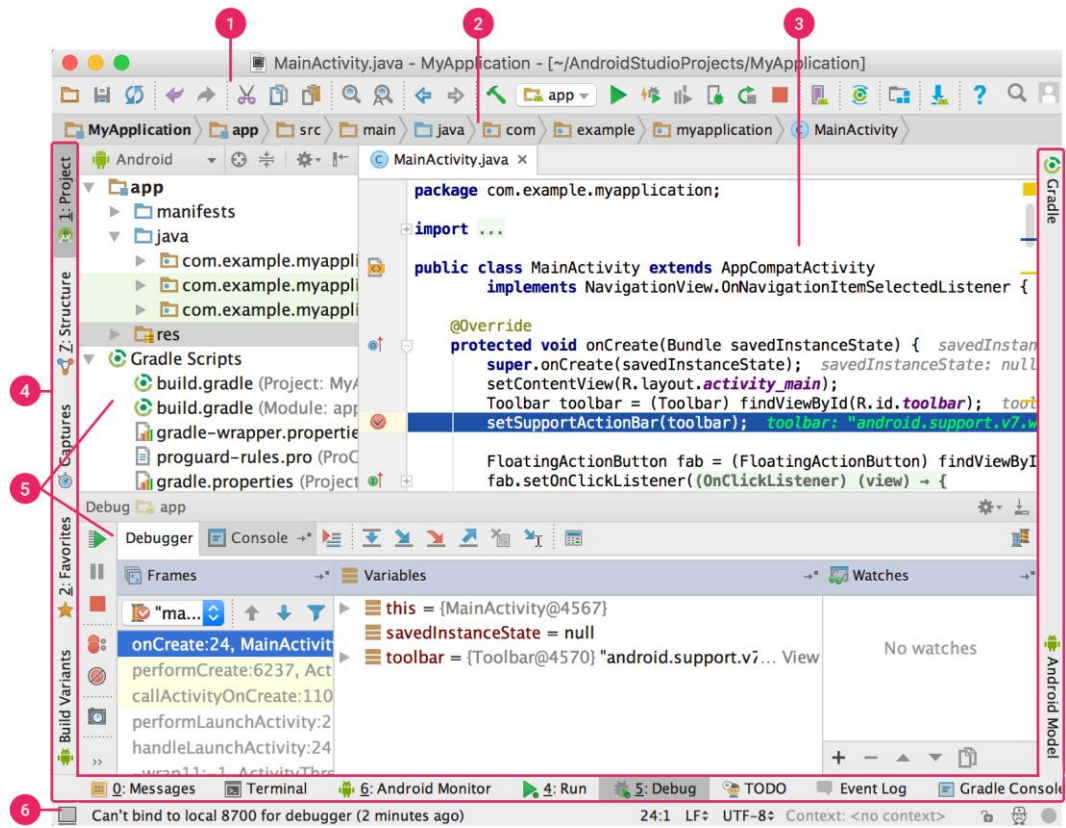 1
2
3
MainActivity.java - MyApplication - [~/AndroidStudioProjects/MyApplication]
app
?
MyApplication
app
src
main
java
com
example
myapplication
C MainActivity
1: Project
Z: Structure
Captures
2: Favorites
Build Variants
4
5
6
Android
app
manifests
java
com.example.myappli
com.example.myappli
com.example.myappli
res
Gradle Scripts
build.gradle (Project: MyA
build.gradle (Module: app
gradle-wrapper.propertie
proguard-rules.pro (ProC
gradle.properties (Project
C MainActivity.java ×
package com.example.myapplication;
import ...
public class MainActivity extends AppCompatActivity
implements NavigationView.OnNavigationItemSelectedListener {
@Override
protected void onCreate(Bundle savedInstanceState) { savedInstan
super.onCreate(savedInstanceState); savedInstanceState: null
setContentView(R.layout.activity_main);
Toolbar toolbar = (Toolbar) findViewById(R.id.toolbar); tool
setSupportActionBar(toolbar); toolbar: "android.support.v7.w
FloatingActionButton fab = (FloatingActionButton) findViewByI
fab.setOnClickListener((OnClickListener) (view) → {
Gradle
Android Model
Debug app
Debugger
Console
Frames
Variables
Watches
"ma...
onCreate:24, MainActivit
performCreate:6237, Act
callActivityOnCreate:110
performLaunchActivity:2
handleLaunchActivity:24
-wrap11:-1, ActivityThre
this = {MainActivity@4567}
savedInstanceState = null
toolbar = {Toolbar@4570} "android.support.v7... View
No watches
0: Messages
Terminal
6: Android Monitor
4: Run
5: Debug
TODO
Event Log
Gradle Console
Can't bind to local 8700 for debugger (2 minutes ago)
24:1 LF UTF-8 Context: <no context>